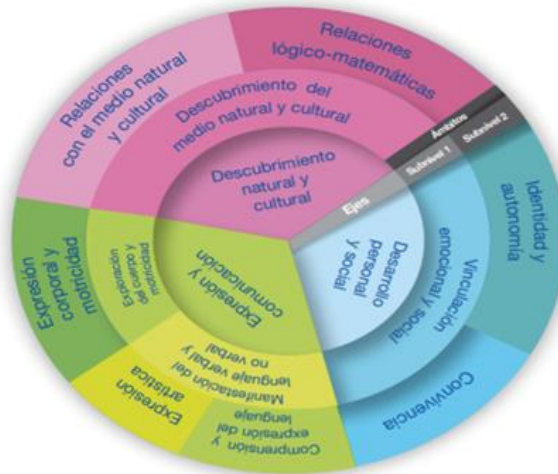 Relaciones
lógico-matemáticas
Relaciones
con el medio natural
y cultural
Descubrimiento del
medio natural y cultural
Descubrimiento
natural y
cultural
Ámbitos
Subnivel 1
Subnivel 2
Ejes
Identidad y
autonomía
Vinculación
emocional y social
Desarrollo
personal
y social
Convivencia
Expresión y
comunicación
Exploración
del cuerpo y
motricidad
Expresión
corporal y
motricidad
Manifestación del
lenguaje verbal y
no verbal
Expresión
artística
Comprensión y
expresión del
lenguaje